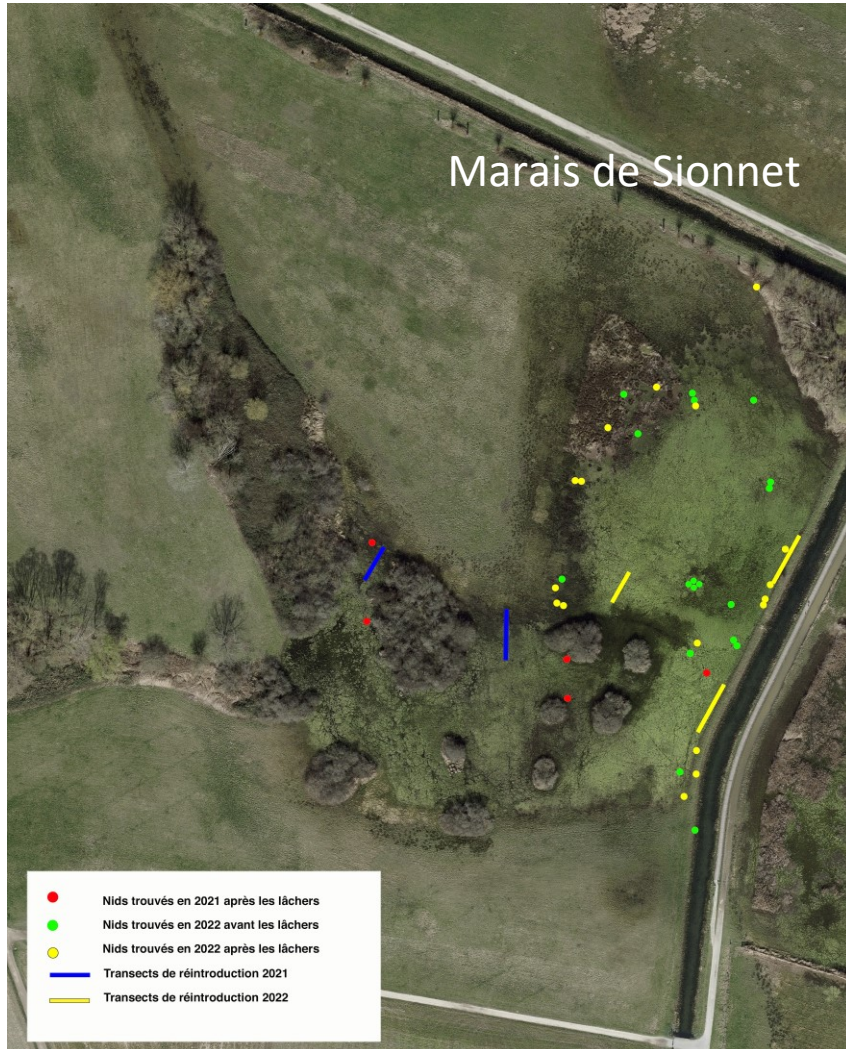 Marais de Sionnet
Nids trouvés en 2021 après les lâchers
Nids trouvés en 2022 avant les lâchers
Nids trouvés en 2022 après les lâchers
Transects de réintroduction 2021
Transects de réintroduction 2022